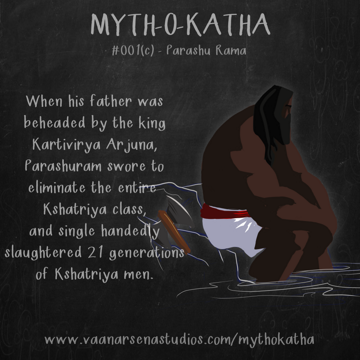 MYTH-O-KATHA
#001(c) - Parashu Rama
When his father was
beheaded by the king
Kartivirya Arjuna,
Parashuram swore to
eliminate the entire
Kshatriya class,
and single handedly
slaughtered 21 generations
of Kshatriya men.
www.vaanarsenastudios.com/mythokatha